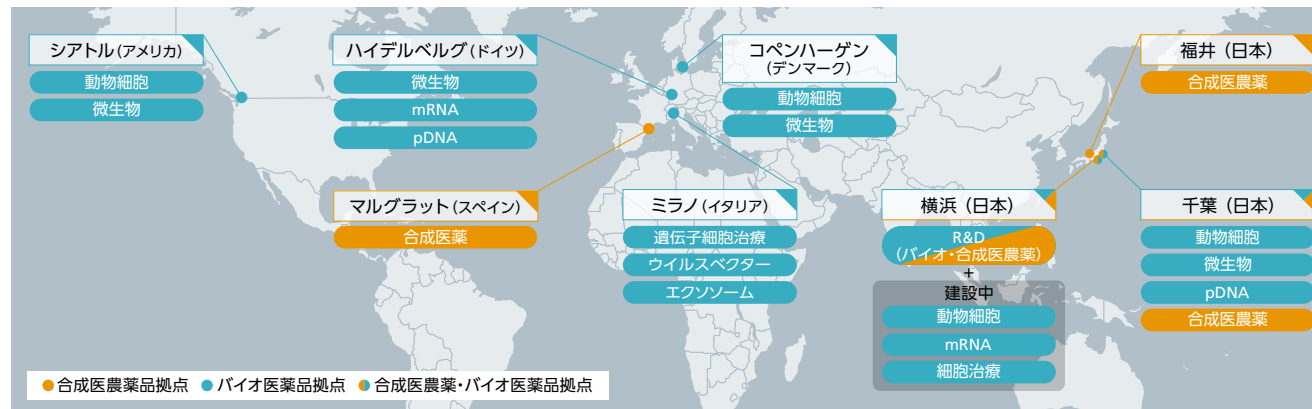 シアトル(アメリカ)
動物細胞
微生物
ハイデルベルグ(ドイツ)
微生物
mRNA
pDNA
コペンハーゲン
(デンマーク)
動物細胞
微生物
福井(日本)
合成医農薬
マルグラット(スペイン)
合成医薬
ミラノ(イタリア)
遺伝子細胞治療
ウイルスベクター
エクソソーム
横浜(日本)
R&D
(バイオ・合成医農薬)
+
建設中
動物細胞
mRNA
細胞治療
千葉(日本)
動物細胞
微生物
pDNA
合成医農薬
合成医農薬品拠点 バイオ医薬品拠点 合成医農薬・バイオ医薬品拠点